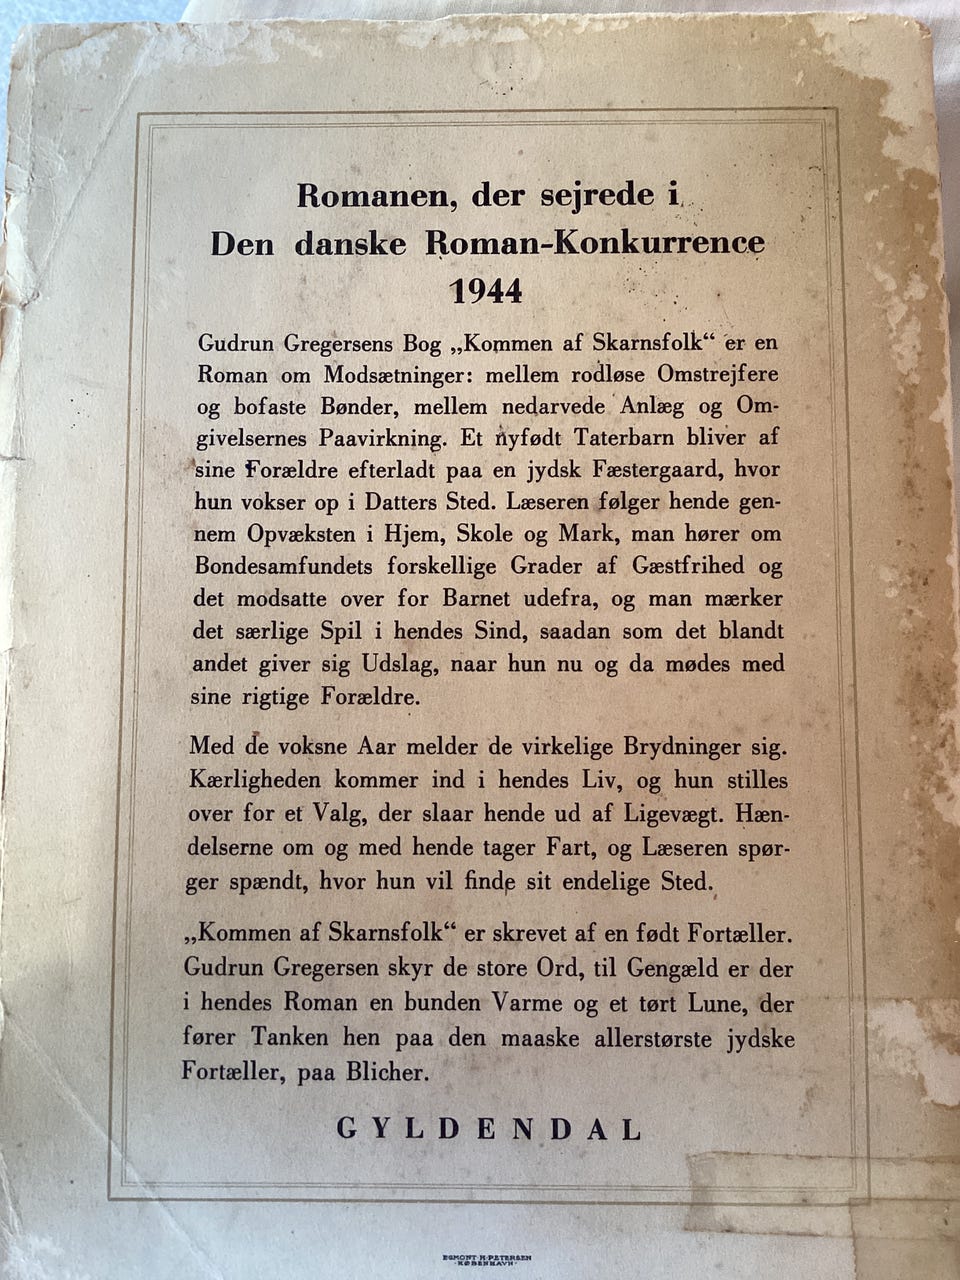 Romanen, der sejrede i
Den danske Roman-Konkurrence
1944
Gudrun Gregersens Bog „Kommen af Skarnsfolk“ er en
Roman om Modsætninger: mellem rodløse Omstrejfere
og bofaste Bønder, mellem nedarvede Anlæg og Om-
givelsernes Paavirkning. Et nyfødt Taterbarn bliver af
sine Forældre efterladt paa en jydsk Fæstergaard, hvor
hun vokser op i Datters Sted. Læseren følger hende gen-
nem Opvæksten i Hjem, Skole og Mark, man hører om
Bondesamfundets forskellige Grader af Gæstfrihed og
det modsatte over for Barnet udefra, og man mærker
det særlige Spil i hendes Sind, saadan som det blandt
andet giver sig Udslag, naar hun nu og da mødes med
sine rigtige Forældre.
Med de voksne Aar melder de virkelige Brydninger sig.
Kærligheden kommer ind i hendes Liv, og hun stilles
over for et Valg, der slaar hende ud af Ligevægt. Hæn-
delserne om og med hende tager Fart, og Læseren spør-
ger spændt, hvor hun vil finde sit endelige Sted.
„Kommen af Skarnsfolk“ er skrevet af en født Fortæller.
Gudrun Gregersen skyr de store Ord, til Gengæld er der
i hendes Roman en bunden Varme og et tørt Lune, der
fører Tanken hen paa den maaske allerstørste jydske
Fortæller, paa Blicher.
GYLDENDAL
EGMONT H. PETERSEN
·KØBENHAVN·